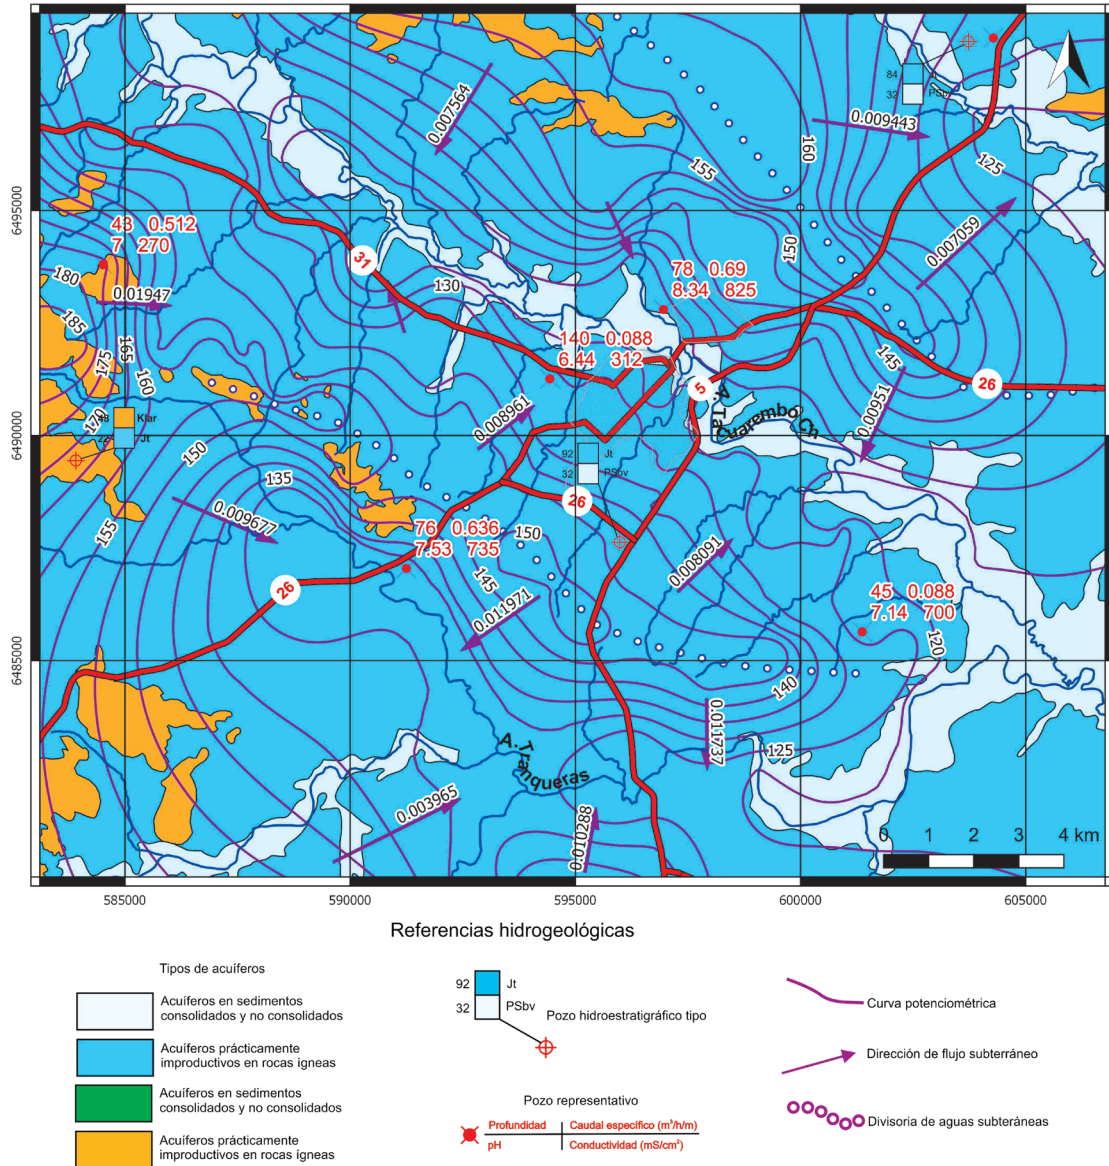 84 Jt
32 PSbv
0.007564
0.009443
160
125
155
6495000
43 0.512
7 270
150
0.007059
78 0.69
8.34 825
180
0.01947
130
31
185
165
140 0.088
6.44 312
175
160
145
5
26
170
48 Klar
22 Jt
0.008961
0.00951
A. Tacuarembo Ch
6490000
150
92 Jt
32 PSbv
135
155
0.009677
26
76 0.636
7.53 735
150
0.008091
145
26
45 0.088
7.14 700
0.011971
120
6485000
140
0.011737
125
A. Tranqueras
0.003965
0.010288
0 1 2 3 4 km
585000 590000 595000 600000 605000
Referencias hidrogeológicas
Tipos de acuíferos
Acuíferos en sedimentos
consolidados y no consolidados
Acuíferos prácticamente
improductivos en rocas ígneas
Acuíferos en sedimentos
consolidados y no consolidados
Acuíferos prácticamente
improductivos en rocas ígneas
92 Jt
32 PSbv
Pozo hidroestratigráfico tipo
Pozo representativo
Profundidad Caudal especifico (m³/h/m)
pH Conductividad (mS/cm²)
Curva potenciométrica
Dirección de flujo subterráneo
Divisoria de aguas subteráneas